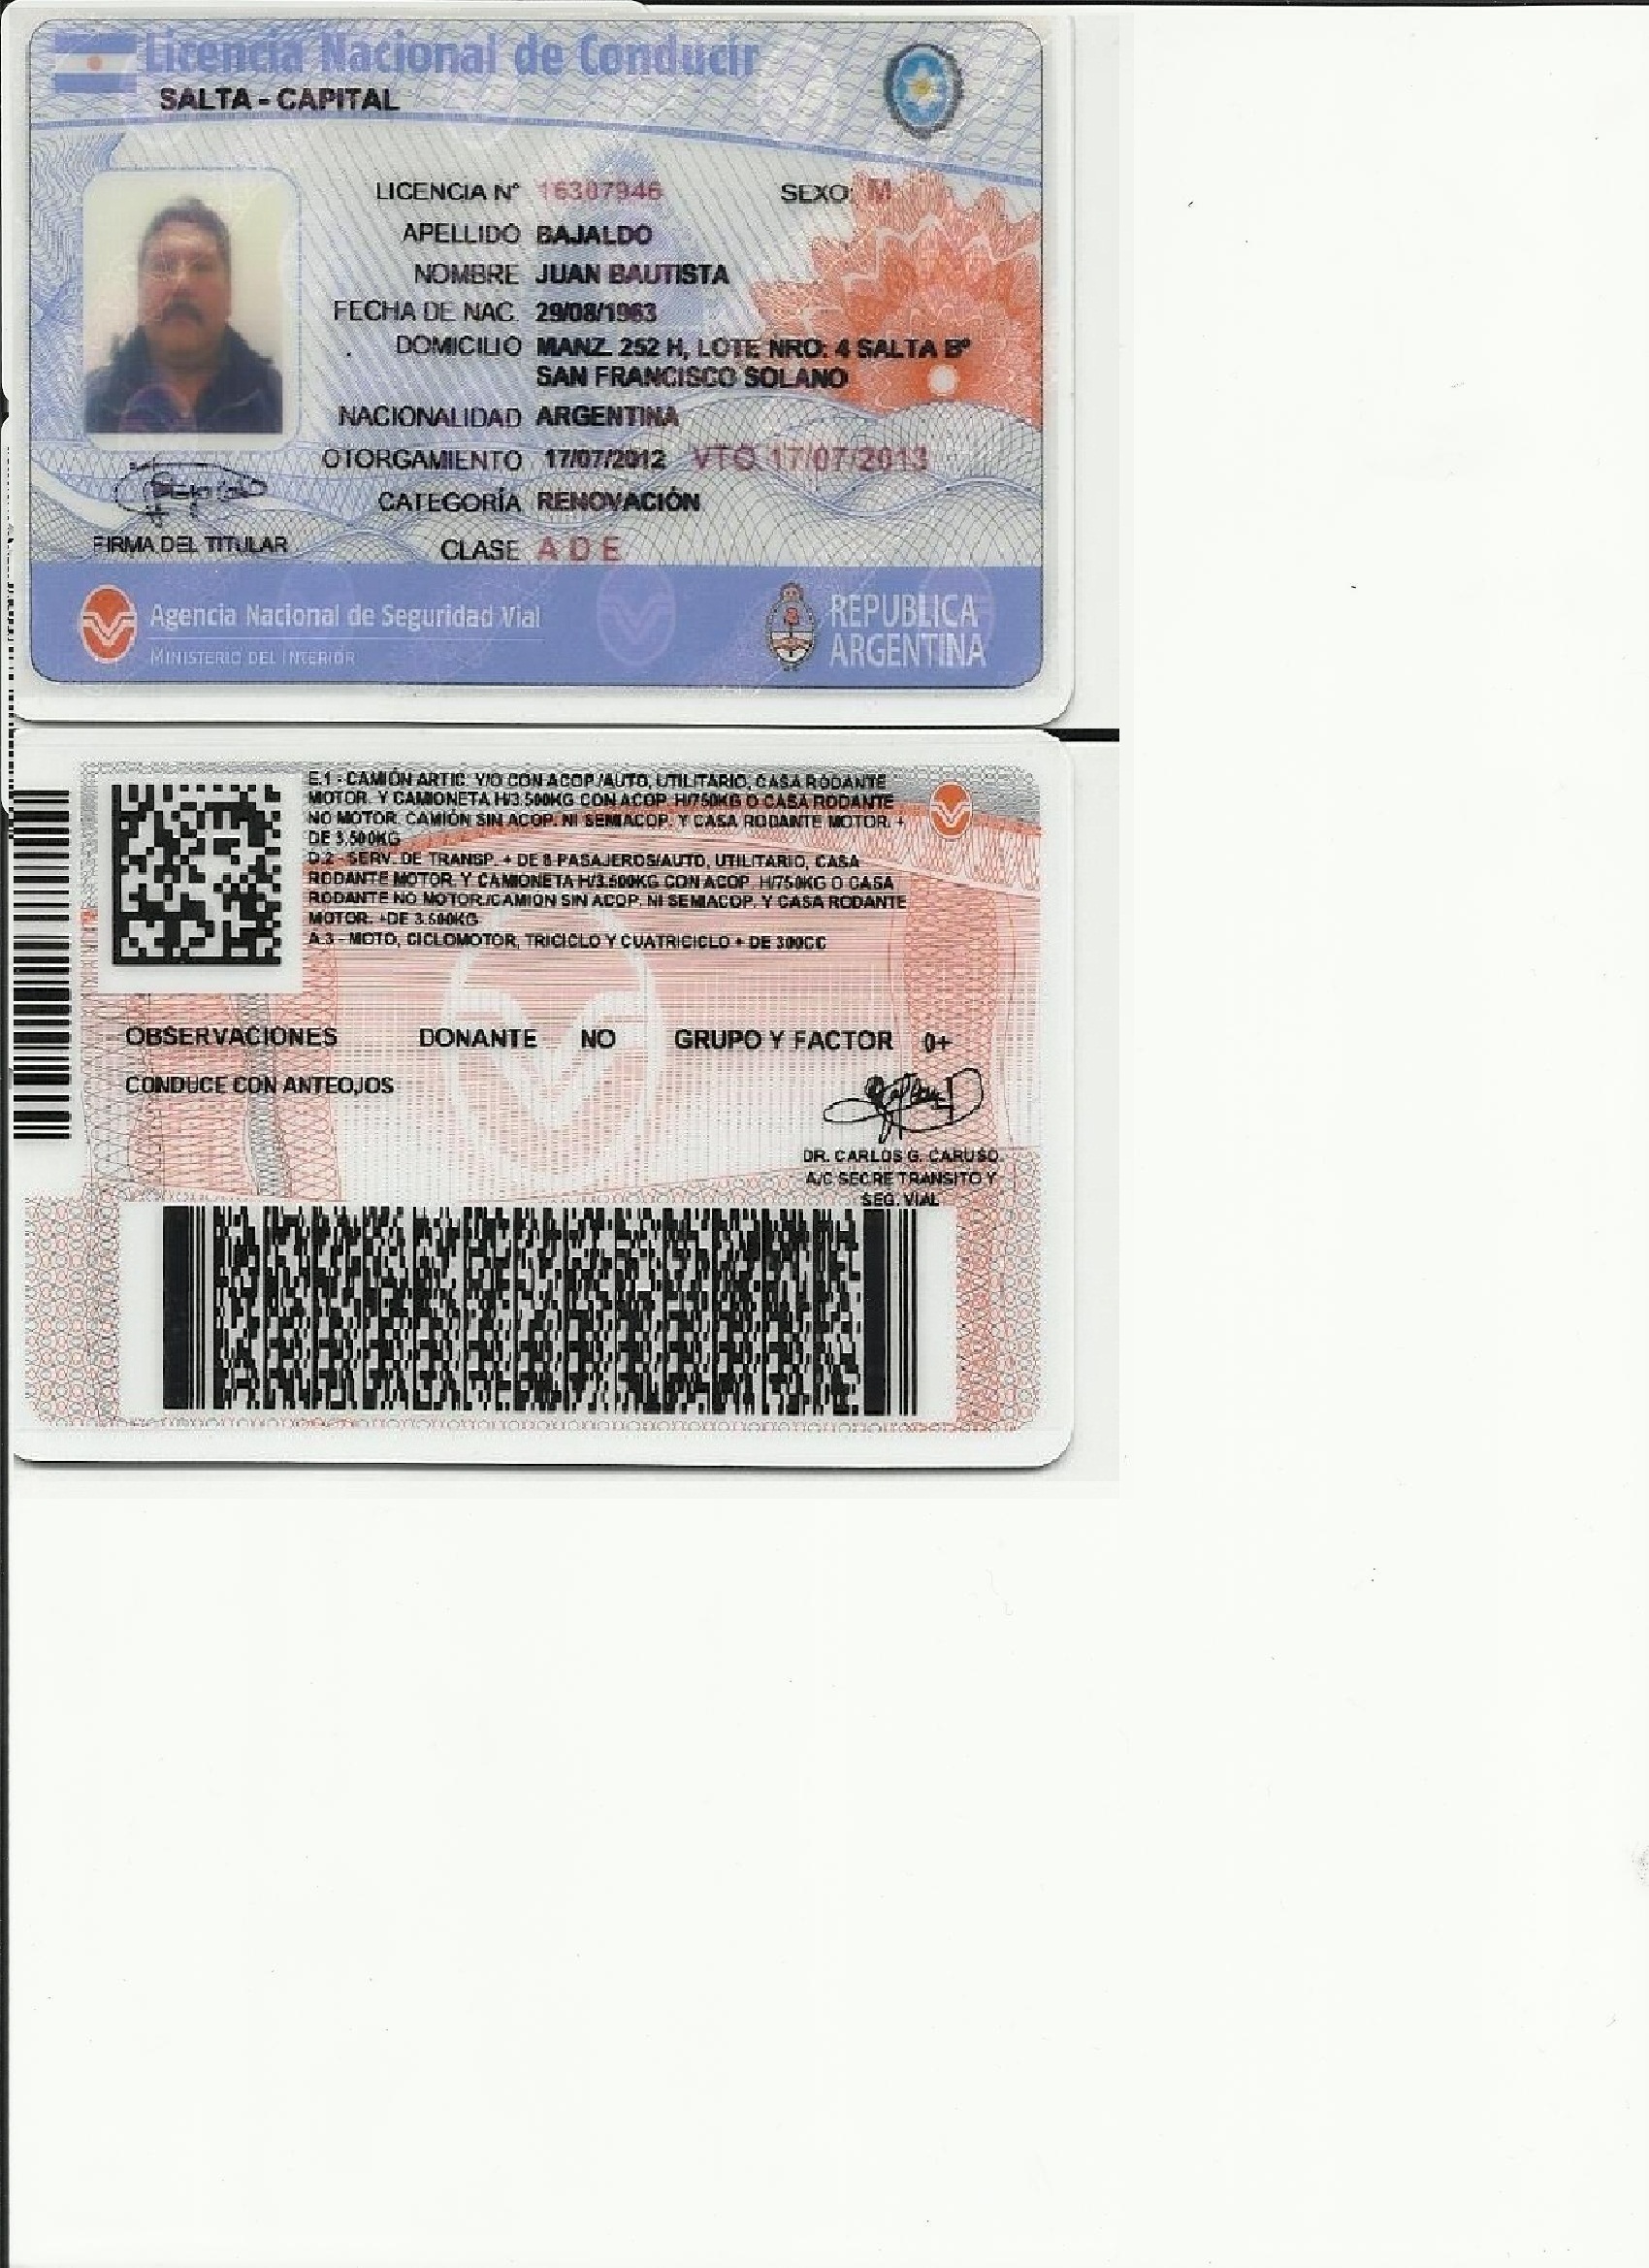 Licencia Nacional de Conducir
SALTA - CAPITAL
LICENCIA N° 16307946 SEXO: M
APELLIDO BAJALDO
NOMBRE JUAN BAUTISTA
FECHA DE NAC. 29/08/1963
DOMICILIO MANZ. 252 H, LOTE NRO: 4 SALTA Bº
SAN FRANCISCO SOLANO
NACIONALIDAD ARGENTINA
OTORGAMIENTO 17/07/2012 VTO 17/07/2013
CATEGORÍA RENOVACIÓN
FIRMA DEL TITULAR
CLASE A D E
Agencia Nacional de Seguridad Vial
MINISTERIO DEL INTERIOR
REPUBLICA
ARGENTINA
E.1 - CAMIÓN ARTIC. Y/O CON ACOP./AUTO, UTILITARIO, CASA RODANTE
MOTOR. Y CAMIONETA H/3.500KG CON ACOP. H/750KG O CASA RODANTE
NO MOTOR. CAMIÓN SIN ACOP. NI SEMIACOP. Y CASA RODANTE MOTOR. +
DE 3.500KG
D.2 - SERV. DE TRANSP. + DE 8 PASAJEROS/AUTO, UTILITARIO, CASA
RODANTE MOTOR. Y CAMIONETA H/3.500KG CON ACOP. H/750KG O CASA
RODANTE NO MOTOR./CAMIÓN SIN ACOP. NI SEMIACOP. Y CASA RODANTE
MOTOR. +DE 3.500KG
A.3 - MOTO, CICLOMOTOR, TRICICLO Y CUATRICICLO + DE 300CC
OBSERVACIONES DONANTE NO GRUPO Y FACTOR 0+
CONDUCE CON ANTEOJOS
DR. CARLOS G. CARUSO
A/C SECRE TRANSITO Y
SEG. VIAL